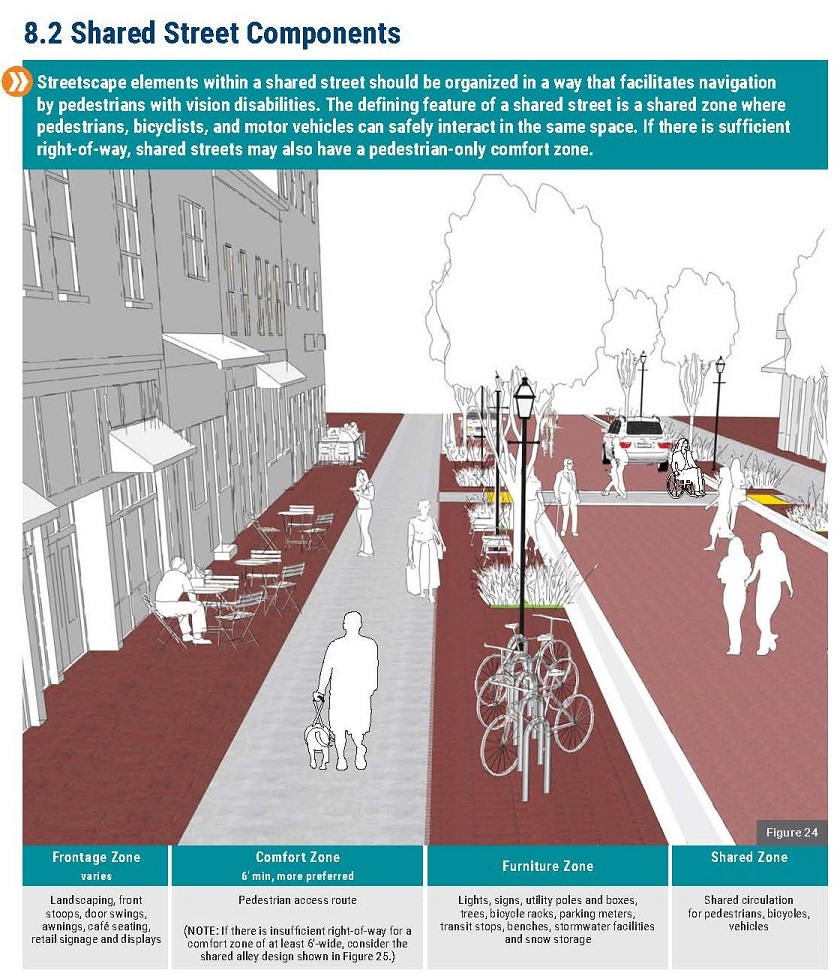 8.2 Shared Street Components
Streetscape elements within a shared street should be organized in a way that facilitates navigation
by pedestrians with vision disabilities. The defining feature of a shared street is a shared zone where
pedestrians, bicyclists, and motor vehicles can safely interact in the same space. If there is sufficient
right-of-way, shared streets may also have a pedestrian-only comfort zone.
Figure 24
Frontage Zone
varies
Landscaping, front
stoops, door swings,
awnings, café seating,
retail signage and displays
Comfort Zone
6' min, more preferred
Pedestrian access route
(NOTE: If there is insufficient right-of-way for a
comfort zone of at least 6'-wide, consider the
shared alley design shown in Figure 25.)
Furniture Zone
Lights, signs, utility poles and boxes,
trees, bicycle racks, parking meters,
transit stops, benches, stormwater facilities
and snow storage
Shared Zone
Shared circulation
for pedestrians, bicycles,
vehicles